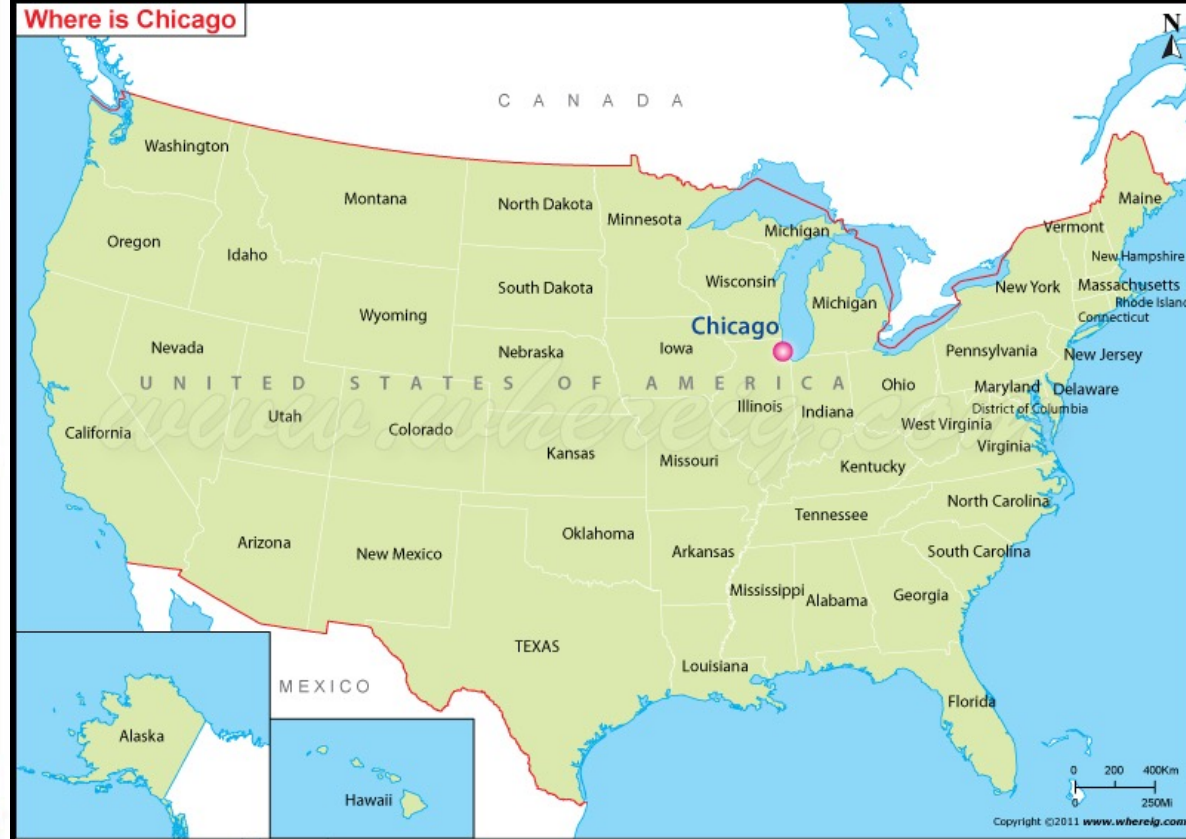 Where is Chicago
N
CANADA
Washington
Montana
North Dakota
Minnesota
Michigan
Maine
Vermont
Oregon
Idaho
New Hampshire
South Dakota
Wisconsin
Michigan
New York
Massachusetts
Rhode Island
Connecticut
Wyoming
Chicago
Nevada
Nebraska
Iowa
Pennsylvania
New Jersey
UNITED STATES OF AMERICA
Ohio
Maryland
Delaware
District of Columbia
Utah
Illinois
Indiana
West Virginia
California
Colorado
www.whereig.com
Virginia
Kansas
Missouri
Kentucky
North Carolina
Tennessee
Arizona
New Mexico
Oklahoma
Arkansas
South Carolina
Mississippi
Alabama
Georgia
TEXAS
Louisiana
MEXICO
Florida
Alaska
Hawaii
0 200 400Km
0 250Mi
Copyright ©2011 www.whereig.com